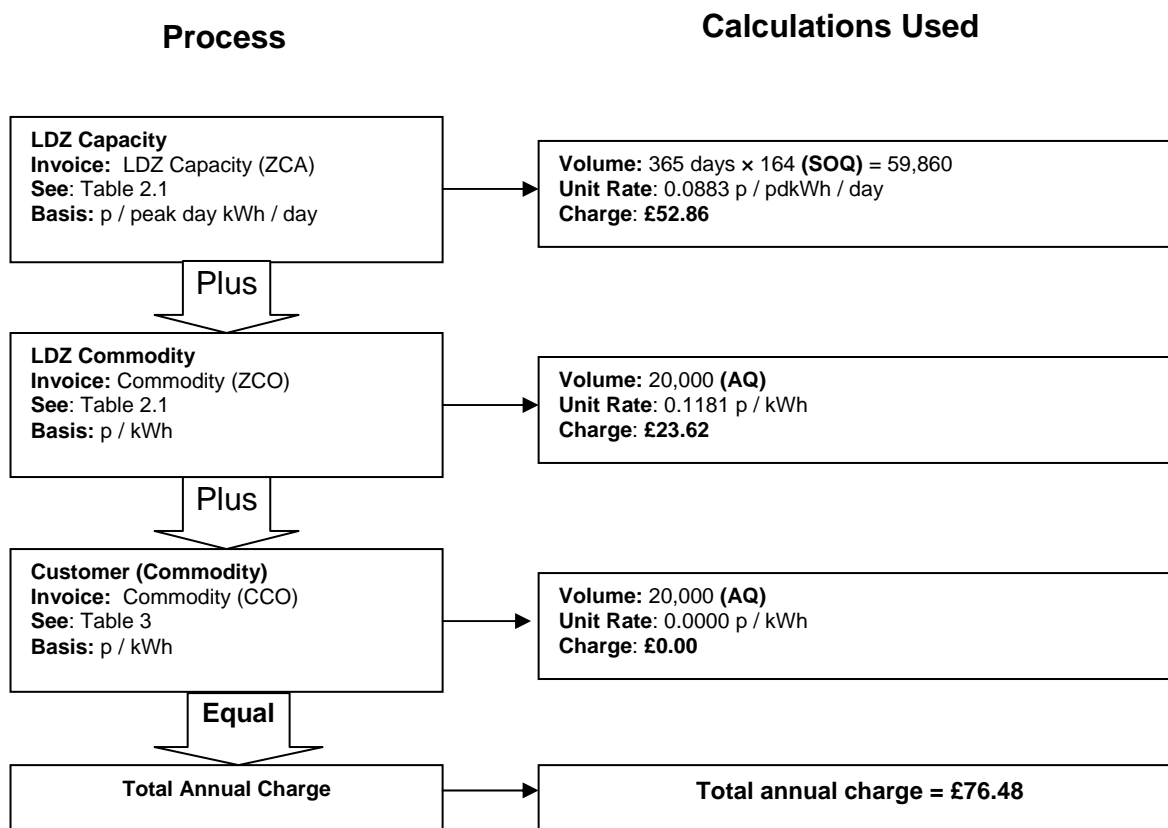 Process
Calculations Used
LDZ Capacity
Invoice: LDZ Capacity (ZCA)
See: Table 2.1
Basis: p / peak day kWh / day
Volume: 365 days × 164 (SOQ) = 59,860
Unit Rate: 0.0883 p / pdkWh / day
Charge: £52.86
Plus
LDZ Commodity
Invoice: Commodity (ZCO)
See: Table 2.1
Basis: p / kWh
Volume: 20,000 (AQ)
Unit Rate: 0.1181 p / kWh
Charge: £23.62
Plus
Customer (Commodity)
Invoice: Commodity (CCO)
See: Table 3
Basis: p / kWh
Volume: 20,000 (AQ)
Unit Rate: 0.0000 p / kWh
Charge: £0.00
Equal
Total Annual Charge
Total annual charge = £76.48